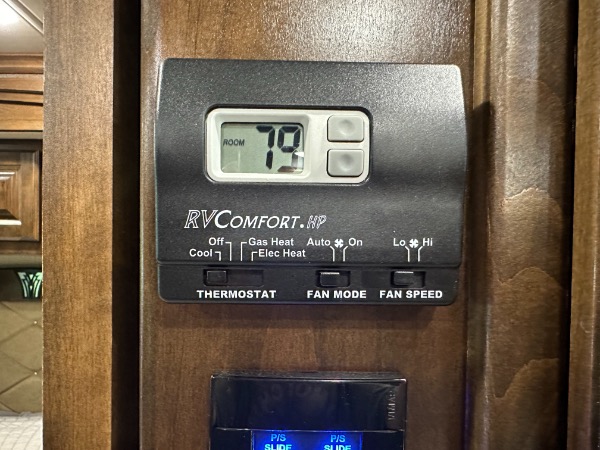 ROOM 79
RVCOMFORT.HP
Off Gas Heat Auto On Lo Hi
Cool Elec Heat
THERMOSTAT FAN MODE FAN SPEED
P/S P/S
SLIDE SLIDE